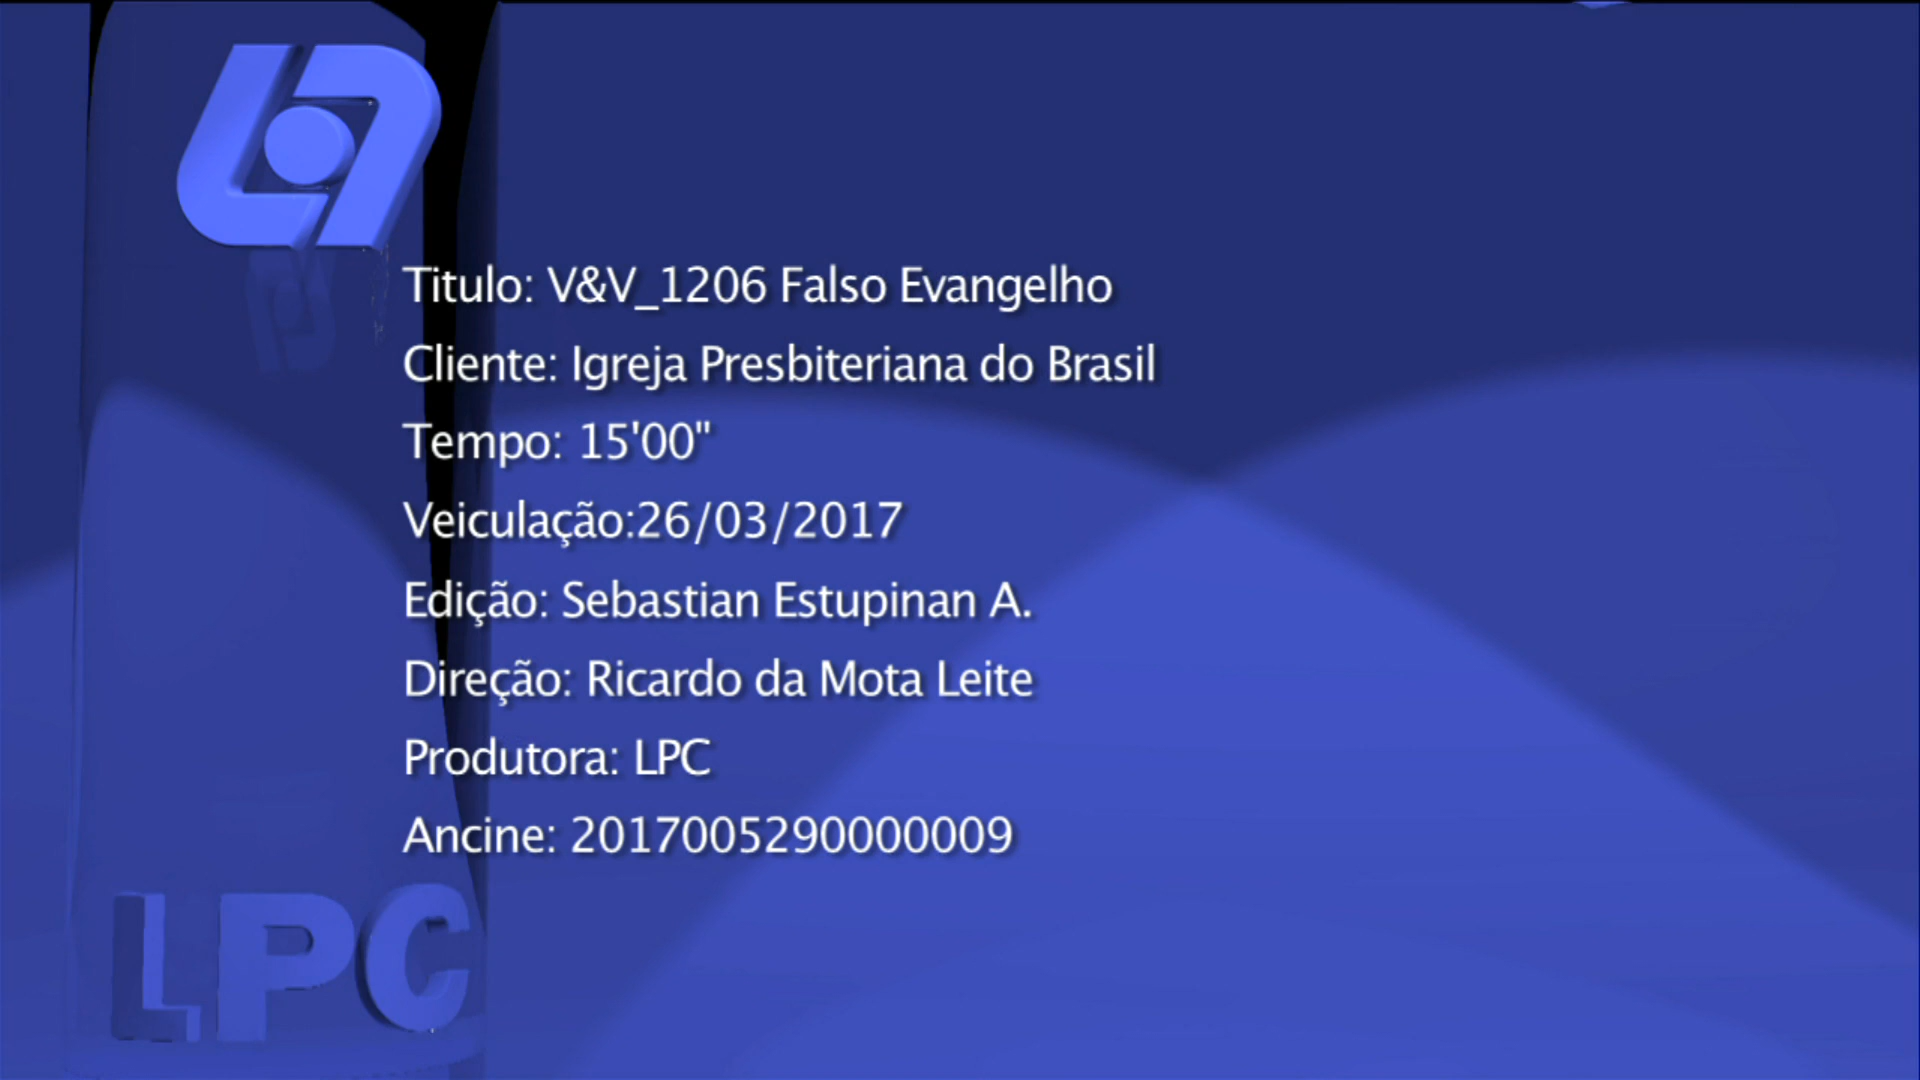 Titulo: V&V_1206 Falso Evangelho
Cliente: Igreja Presbiteriana do Brasil
Tempo: 15'00"
Veiculação:26/03/2017
Edição: Sebastian Estupinan A.
Direção: Ricardo da Mota Leite
Produtora: LPC
Ancine: 20170052900000009
LPC